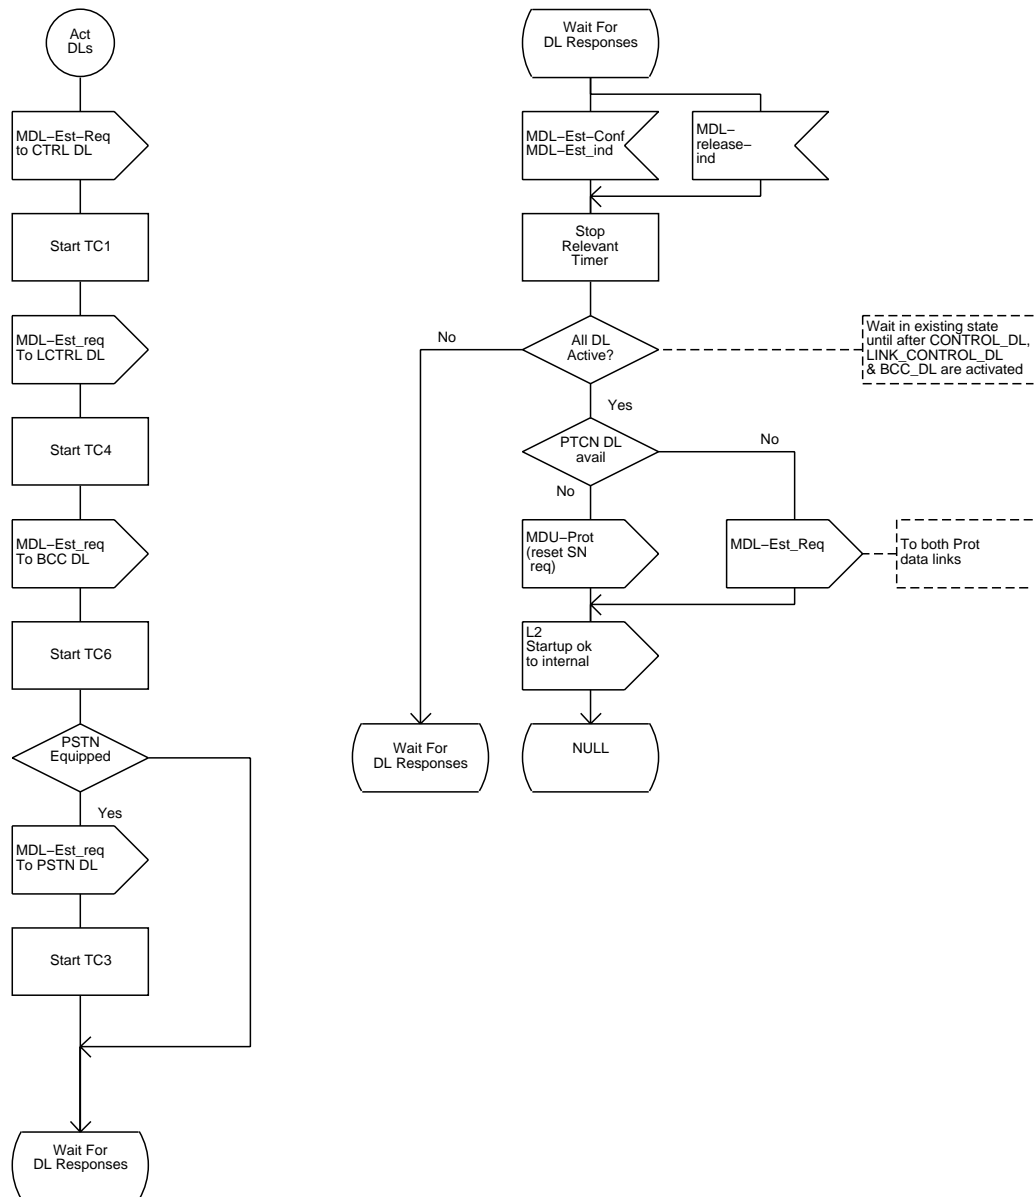 Act
DLs
MDL–Est–Req
to CTRL DL
Start TC1
MDL–Est_req
To LCTRL DL
Start TC4
MDL–Est_req
To BCC DL
Start TC6
PSTN
Equipped
Yes
MDL–Est_req
To PSTN DL
Start TC3
Wait For
DL Responses
Wait For
DL Responses
MDL–Est–Conf
MDL–Est_ind
MDL–
release–
ind
Stop
Relevant
Timer
No
All DL
Active?
Wait in existing state
until after CONTROL_DL,
LINK_CONTROL_DL
& BCC_DL are activated
Yes
PTCN DL
avail
No
No
MDU–Prot
(reset SN
req)
MDL–Est_Req
To both Prot
data links
L2
Startup ok
to internal
Wait For
DL Responses
NULL